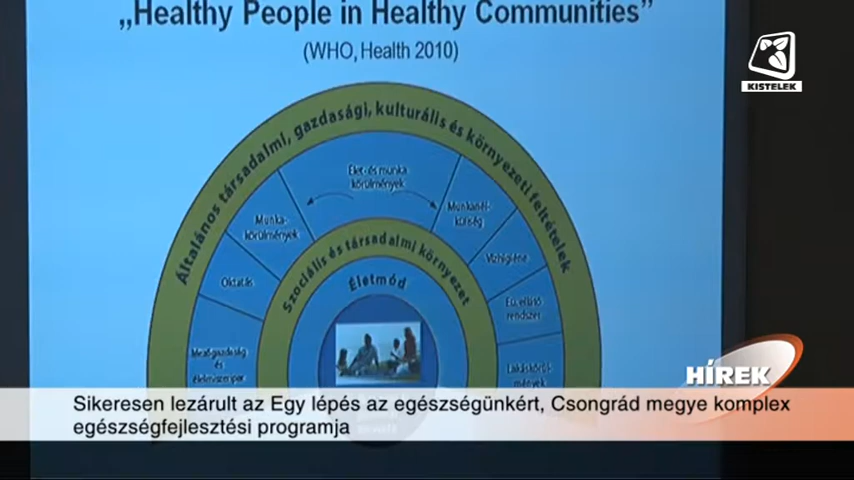 „Healthy People in Healthy Communities”
(WHO, Health 2010)
KISTELEK
Általános társadalmi, gazdasági, kulturális és környezeti feltételek
Élet- és munka
körülmények
Munka-
körülmények
Munkanél-
küliség
Oktatás
Vízhigiéné
Eü. ellátó
rendszer
Mezőgazdaság
és
élelmiszeripar
Lakáskörül-
mények
Szociális és társadalmi környezet
Életmód
HÍREK
Sikeresen lezárult az Egy lépés az egészségünkért, Csongrád megye komplex
egészségfejlesztési programja